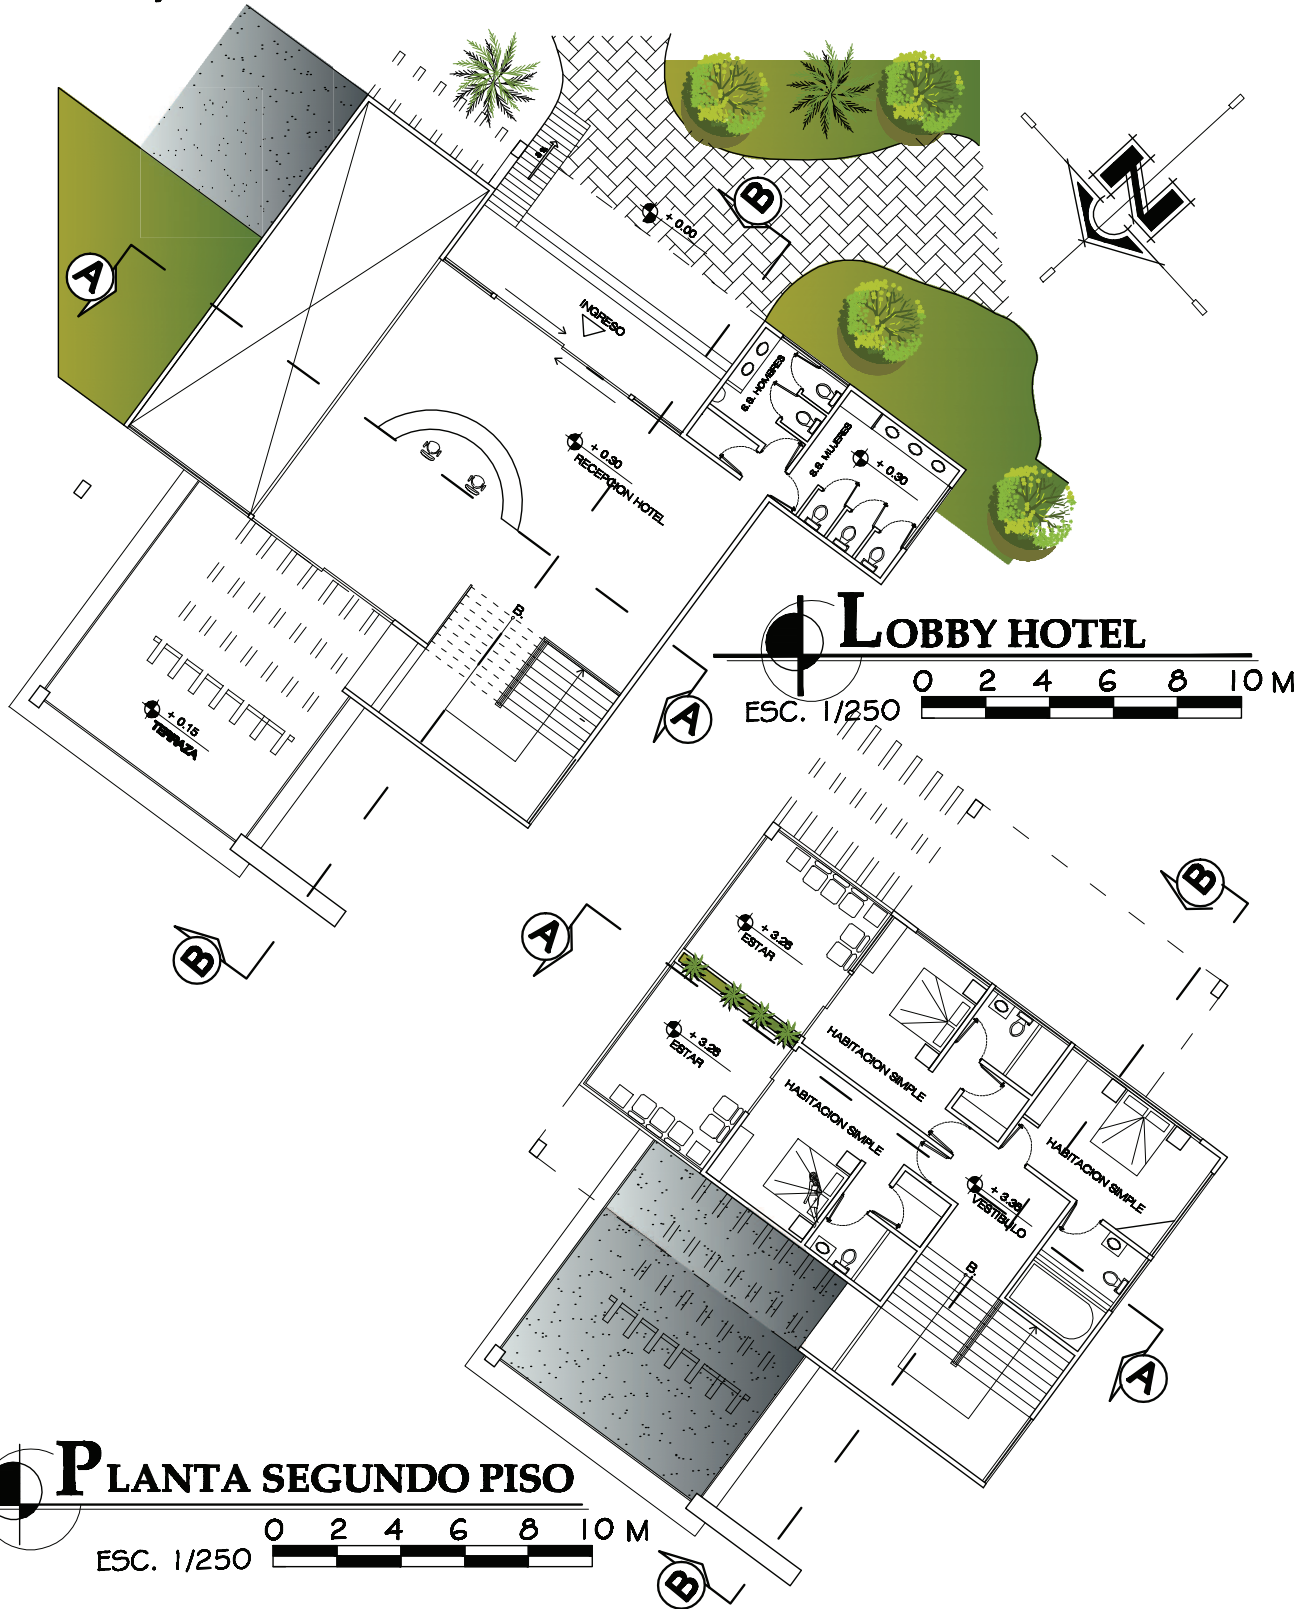 A
8%
+ 0.00
B
INGRESO
S.S. HOMBRES
S.S. MUJERES
+ 0.30
+ 0.30
RECEPCION HOTEL
B.
+ 0.15
TERRAZA
A
B
LOBBY HOTEL
ESC. 1/250
0 2 4 6 8 10 M
B
A
+ 3.28
ESTAR
+ 3.28
ESTAR
HABITACION SIMPLE
HABITACION SIMPLE
HABITACION SIMPLE
+ 3.38
VESTIBULO
B.
A
B
PLANTA SEGUNDO PISO
ESC. 1/250
0 2 4 6 8 10 M